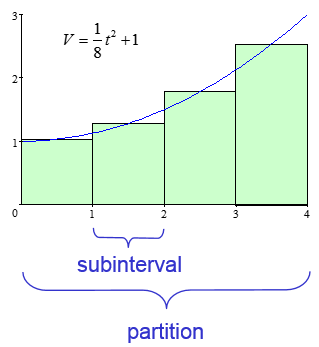 3
V = 1/8 t² + 1
2
1
0 1 2 3 4
subinterval
partition